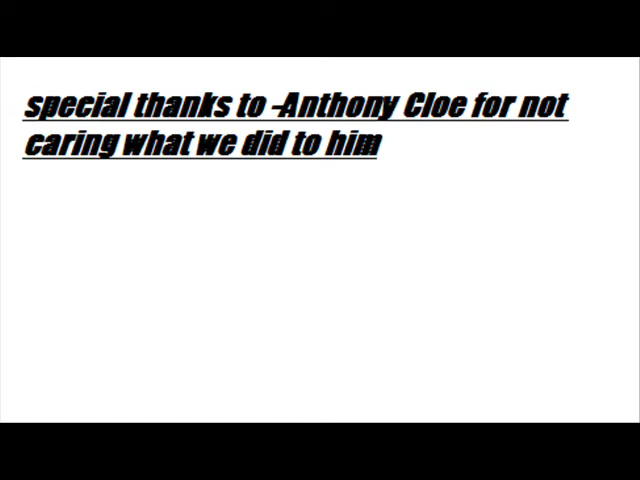 special thanks to -Anthony Cloe for not
caring what we did to him